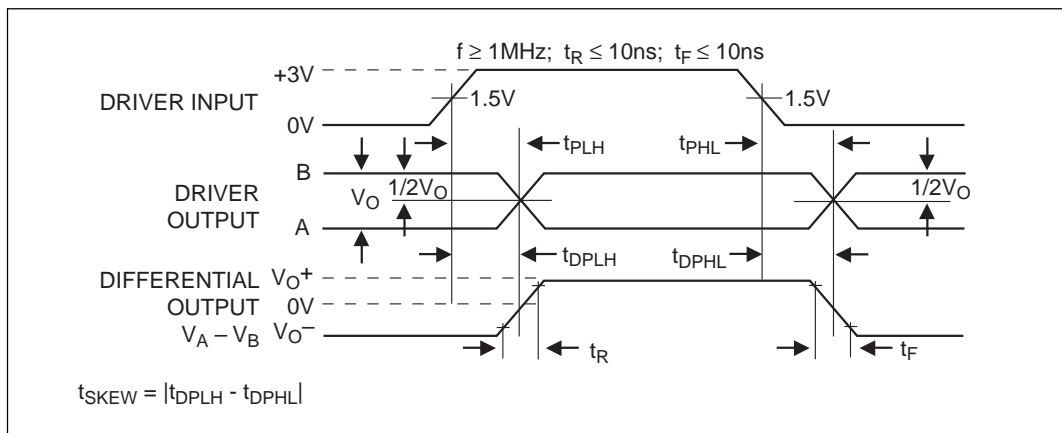 f ≥ 1MHz; tR ≤ 10ns; tF ≤ 10ns
+3V
DRIVER INPUT
1.5V
1.5V
0V
tPLH
tPHL
B
DRIVER
OUTPUT
VO
1/2VO
1/2VO
A
tDPLH
tDPHL
DIFFERENTIAL
OUTPUT
VA – VB
VO+
0V
VO–
tR
tF
tSKEW = |tDPLH - tDPHL|